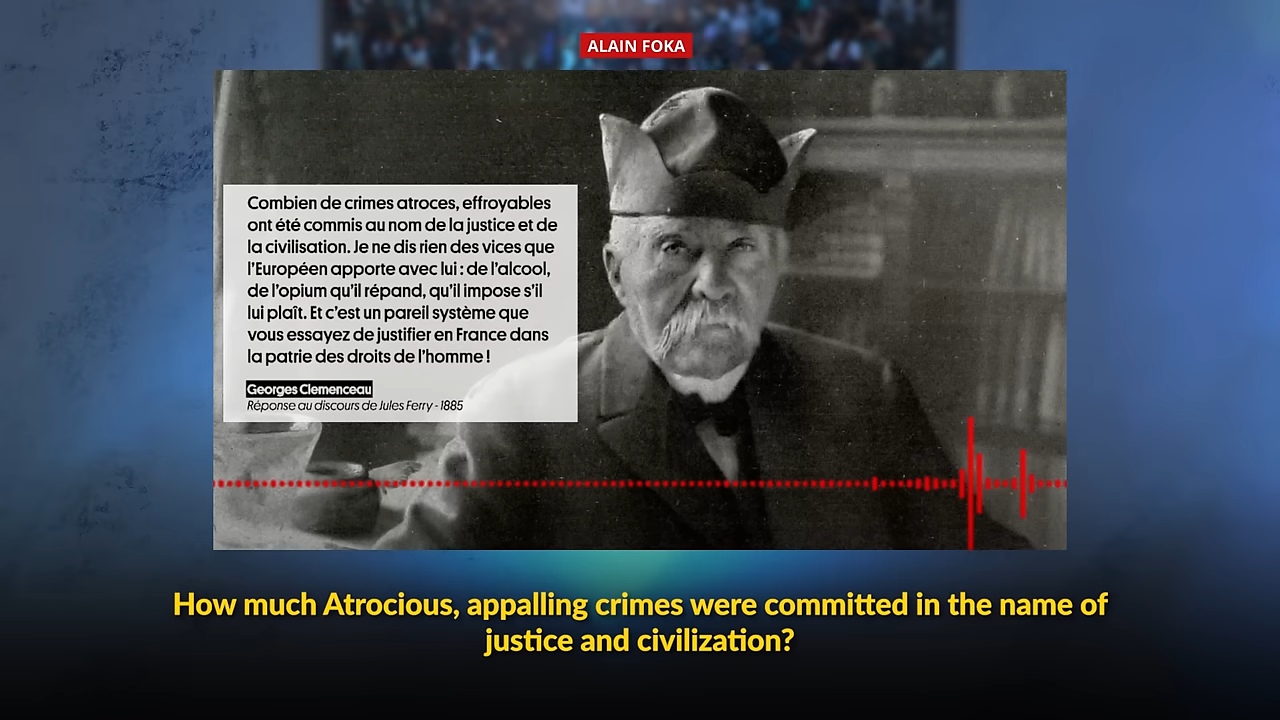 ALAIN FOKA
Combien de crimes atroces, effroyables
ont été commis au nom de la justice et de
la civilisation. Je ne dis rien des vices que
l'Européen apporte avec lui : de l'alcool,
de l'opium qu'il répand, qu'il impose s'il
lui plaît. Et c'est un pareil système que
vous essayez de justifier en France dans
la patrie des droits de l'homme !
Georges Clemenceau
Réponse au discours de Jules Ferry - 1885
How much Atrocious, appalling crimes were committed in the name of
justice and civilization?